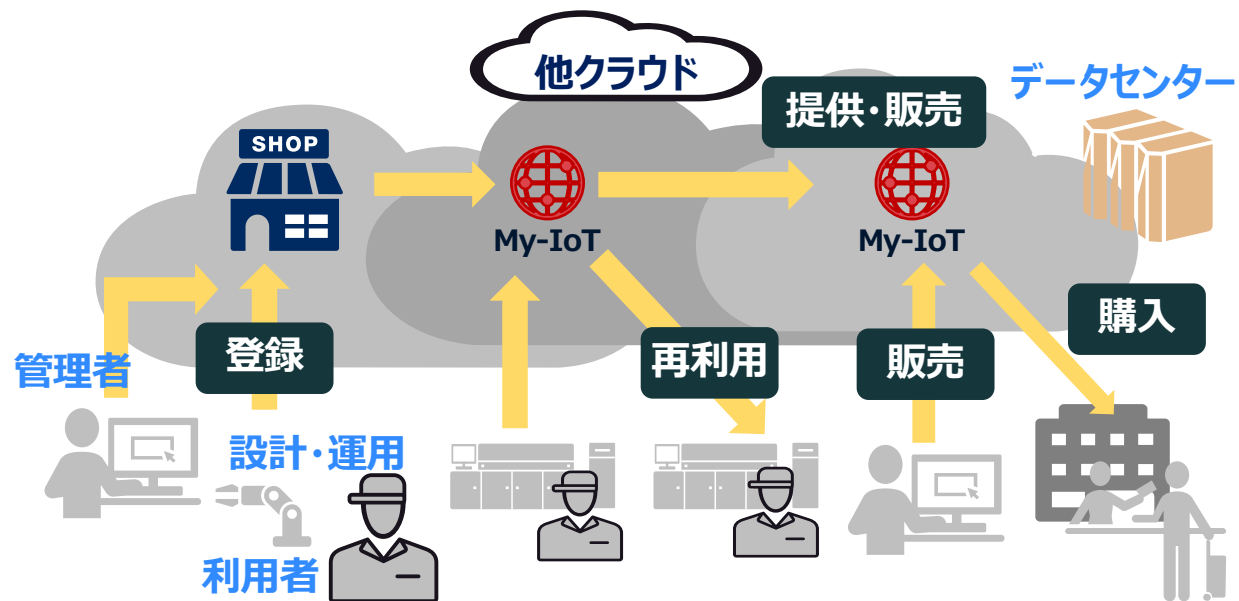 他クラウド
データセンター
提供・販売
SHOP
My-IoT
My-IoT
購入
登録
再利用
販売
管理者
設計・運用
利用者